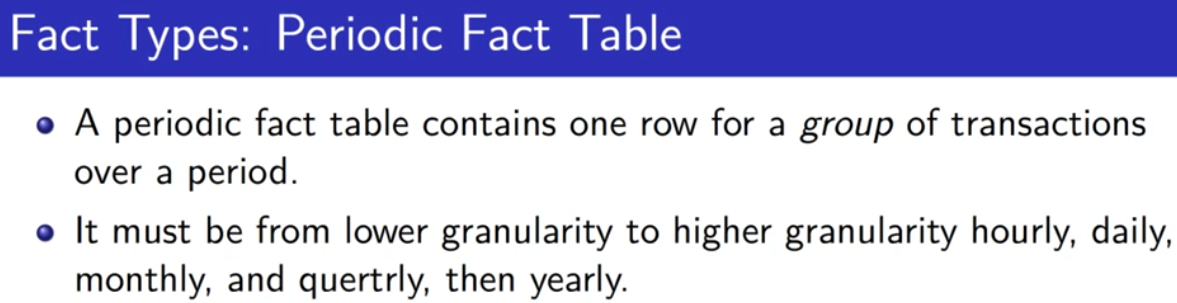 Fact Types: Periodic Fact Table
A periodic fact table contains one row for a group of transactions
over a period.
It must be from lower granularity to higher granularity hourly, daily,
monthly, and quertrly, then yearly.